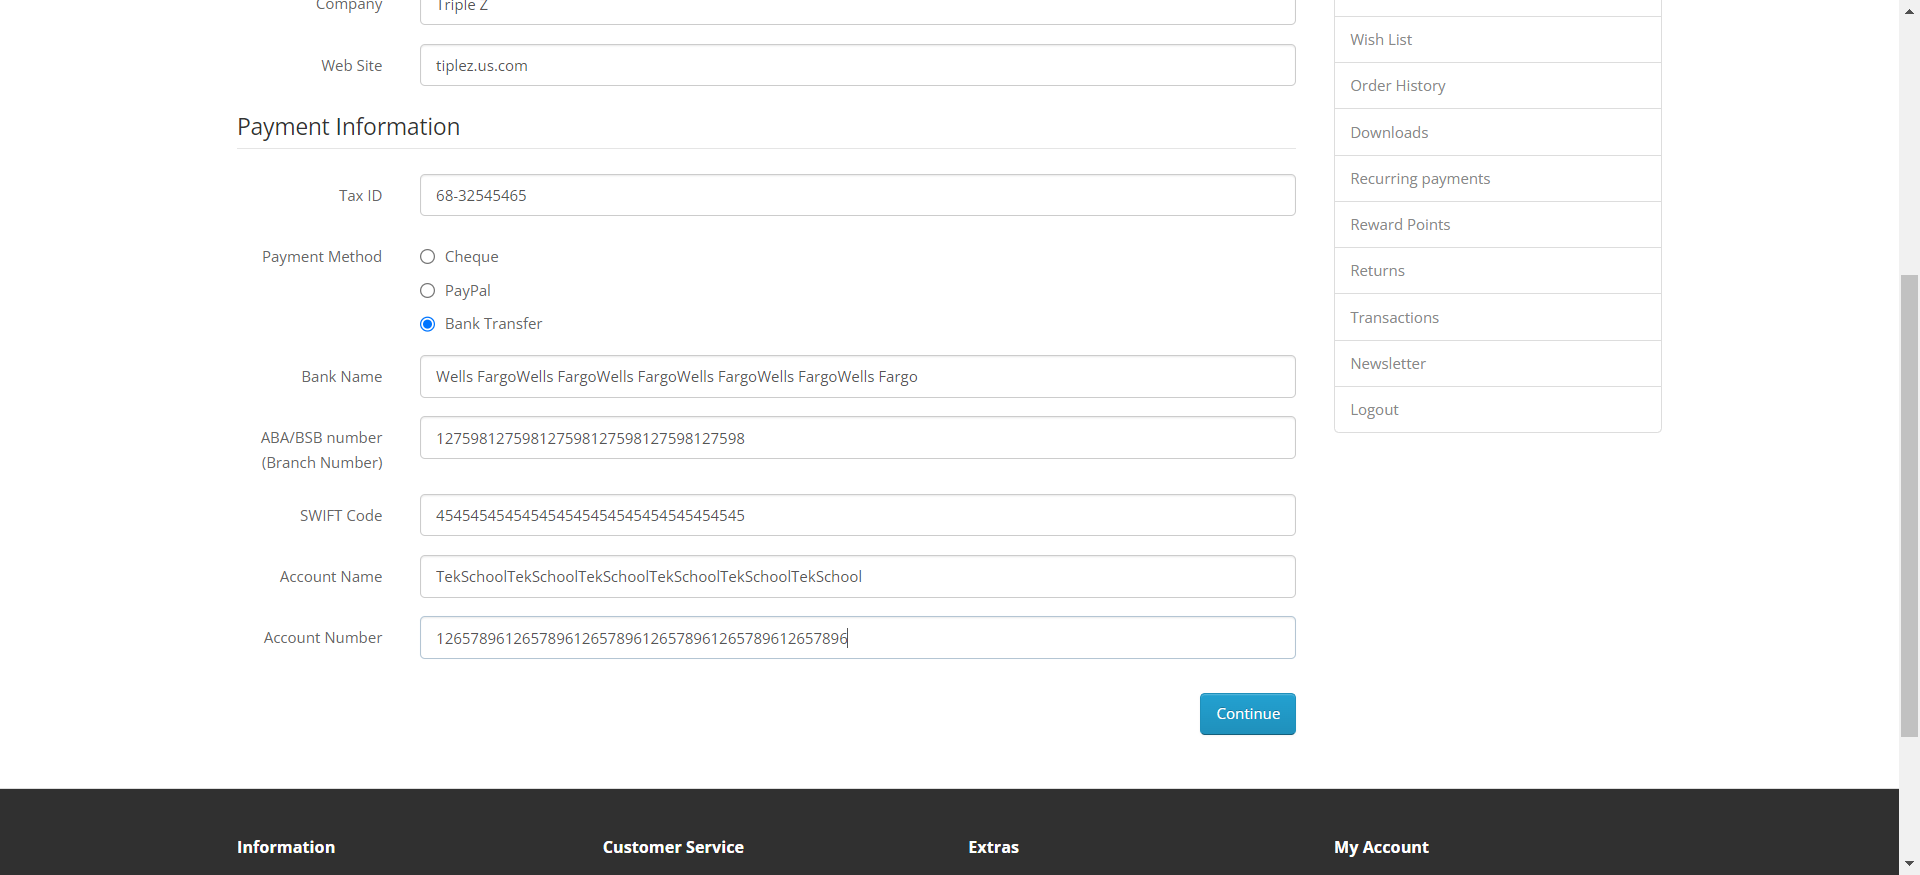 Company
Triple Z
Web Site
tiplez.us.com
Payment Information
Tax ID
68-32545465
Payment Method
Cheque
PayPal
Bank Transfer
Bank Name
Wells FargoWells FargoWells FargoWells FargoWells FargoWells Fargo
ABA/BSB number
(Branch Number)
127598127598127598127598127598127598
SWIFT Code
454545454545454545454545454545454545
Account Name
TekSchoolTekSchoolTekSchoolTekSchoolTekSchoolTekSchool
Account Number
126578961265789612657896126578961265789612657896
Continue
Wish List
Order History
Downloads
Recurring payments
Reward Points
Returns
Transactions
Newsletter
Logout
Information
Customer Service
Extras
My Account